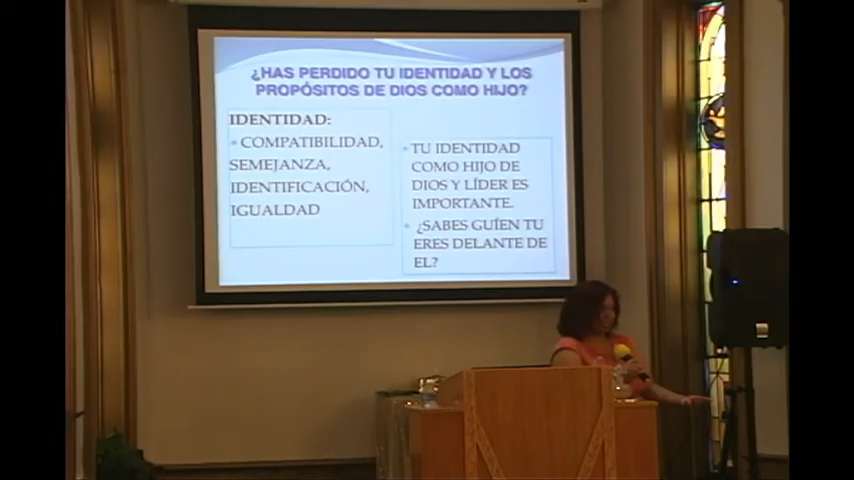 ¿HAS PERDIDO TU IDENTIDAD Y LOS
PROPÓSITOS DE DIOS COMO HIJO?
IDENTIDAD:
• COMPATIBILIDAD,
SEMEJANZA,
IDENTIFICACIÓN,
IGUALDAD
• TU IDENTIDAD
COMO HIJO DE
DIOS Y LÍDER ES
IMPORTANTE.
• ¿SABES GUÍEN TU
ERES DELANTE DE
EL?